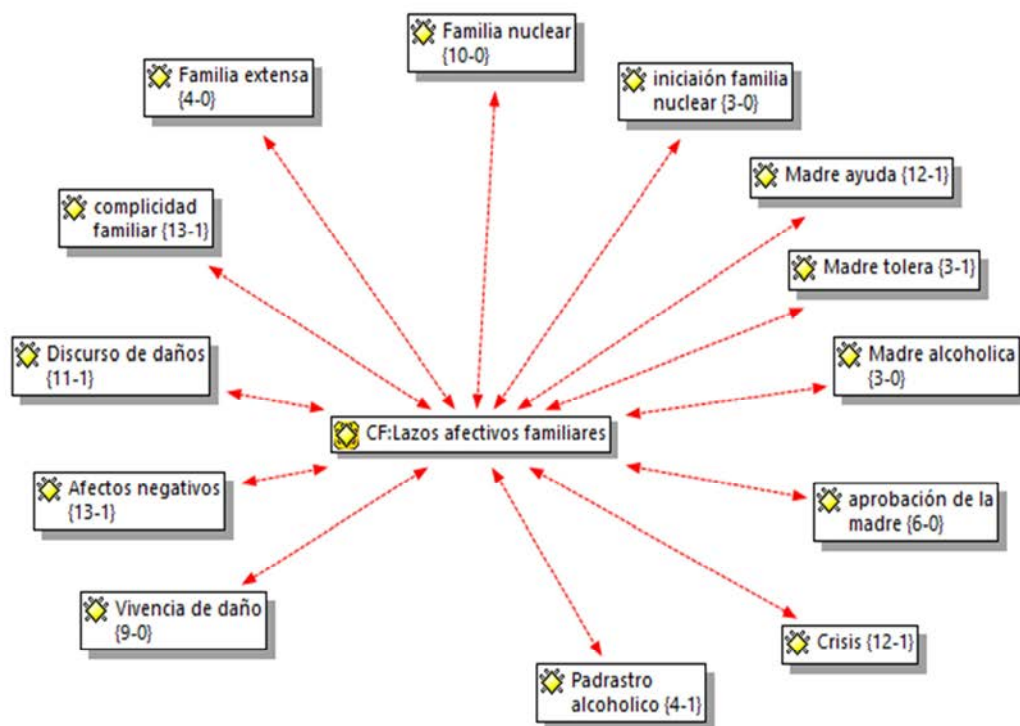 Familia nuclear
{10-0}
Familia extensa
{4-0}
iniciaión familia
nuclear {3-0}
Madre ayuda {12-1}
complicidad
familiar {13-1}
Madre tolera {3-1}
Discurso de daños
{11-1}
Madre alcoholica
{3-0}
CF:Lazos afectivos familiares
Afectos negativos
{13-1}
aprobación de la
madre {6-0}
Vivencia de daño
{9-0}
Crisis {12-1}
Padrastro
alcoholico {4-1}